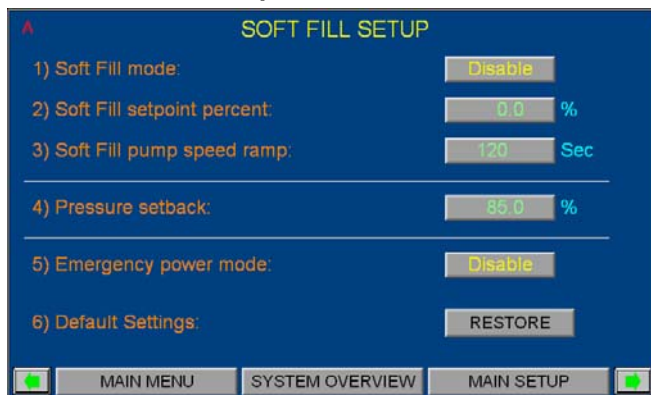 A
SOFT FILL SETUP
1) Soft Fill mode: Disable
2) Soft Fill setpoint percent: 0.0 %
3) Soft Fill pump speed ramp: 120 Sec
4) Pressure setback: 85.0 %
5) Emergency power mode: Disable
6) Default Settings: RESTORE
MAIN MENU SYSTEM OVERVIEW MAIN SETUP